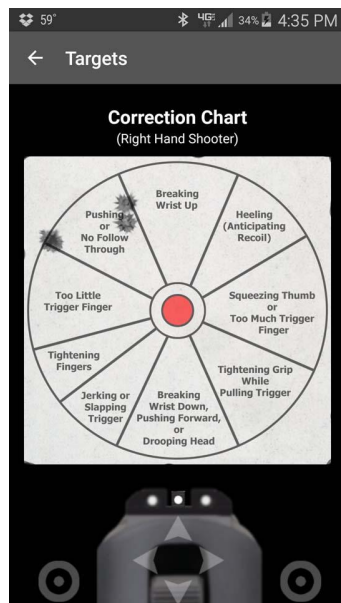 59° 4G LTE 34% 4:35 PM
Targets
Correction Chart
(Right Hand Shooter)
Breaking
Wrist Up
Heeling
(Anticipating
Recoil)
Squeezing Thumb
or
Too Much Trigger
Finger
Tightening Grip
While
Pulling Trigger
Breaking
Wrist Down,
Pushing Forward,
or
Drooping Head
Jerking or
Slapping
Trigger
Tightening
Fingers
Too Little
Trigger Finger
Pushing
or
No Follow
Through